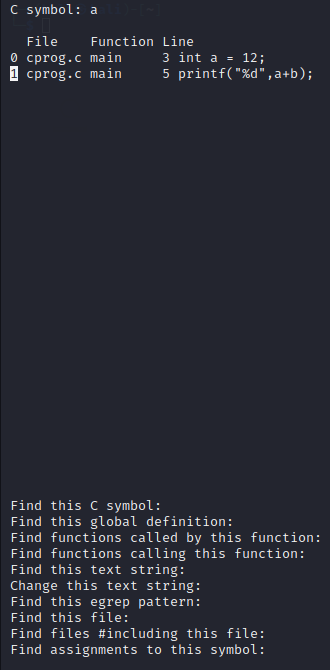 C symbol: a
File Function Line
0 cprog.c main 3 int a = 12;
1 cprog.c main 5 printf("%d",a+b);
Find this C symbol:
Find this global definition:
Find functions called by this function:
Find functions calling this function:
Find this text string:
Change this text string:
Find this egrep pattern:
Find this file:
Find files #including this file:
Find assignments to this symbol: